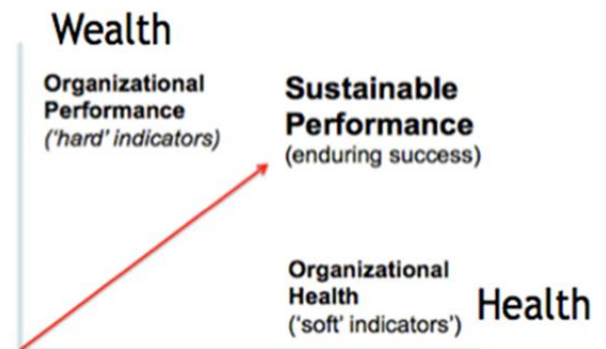 Wealth
Organizational
Performance
('hard' indicators)
Sustainable
Performance
(enduring success)
Organizational
Health
('soft' indicators')
Health